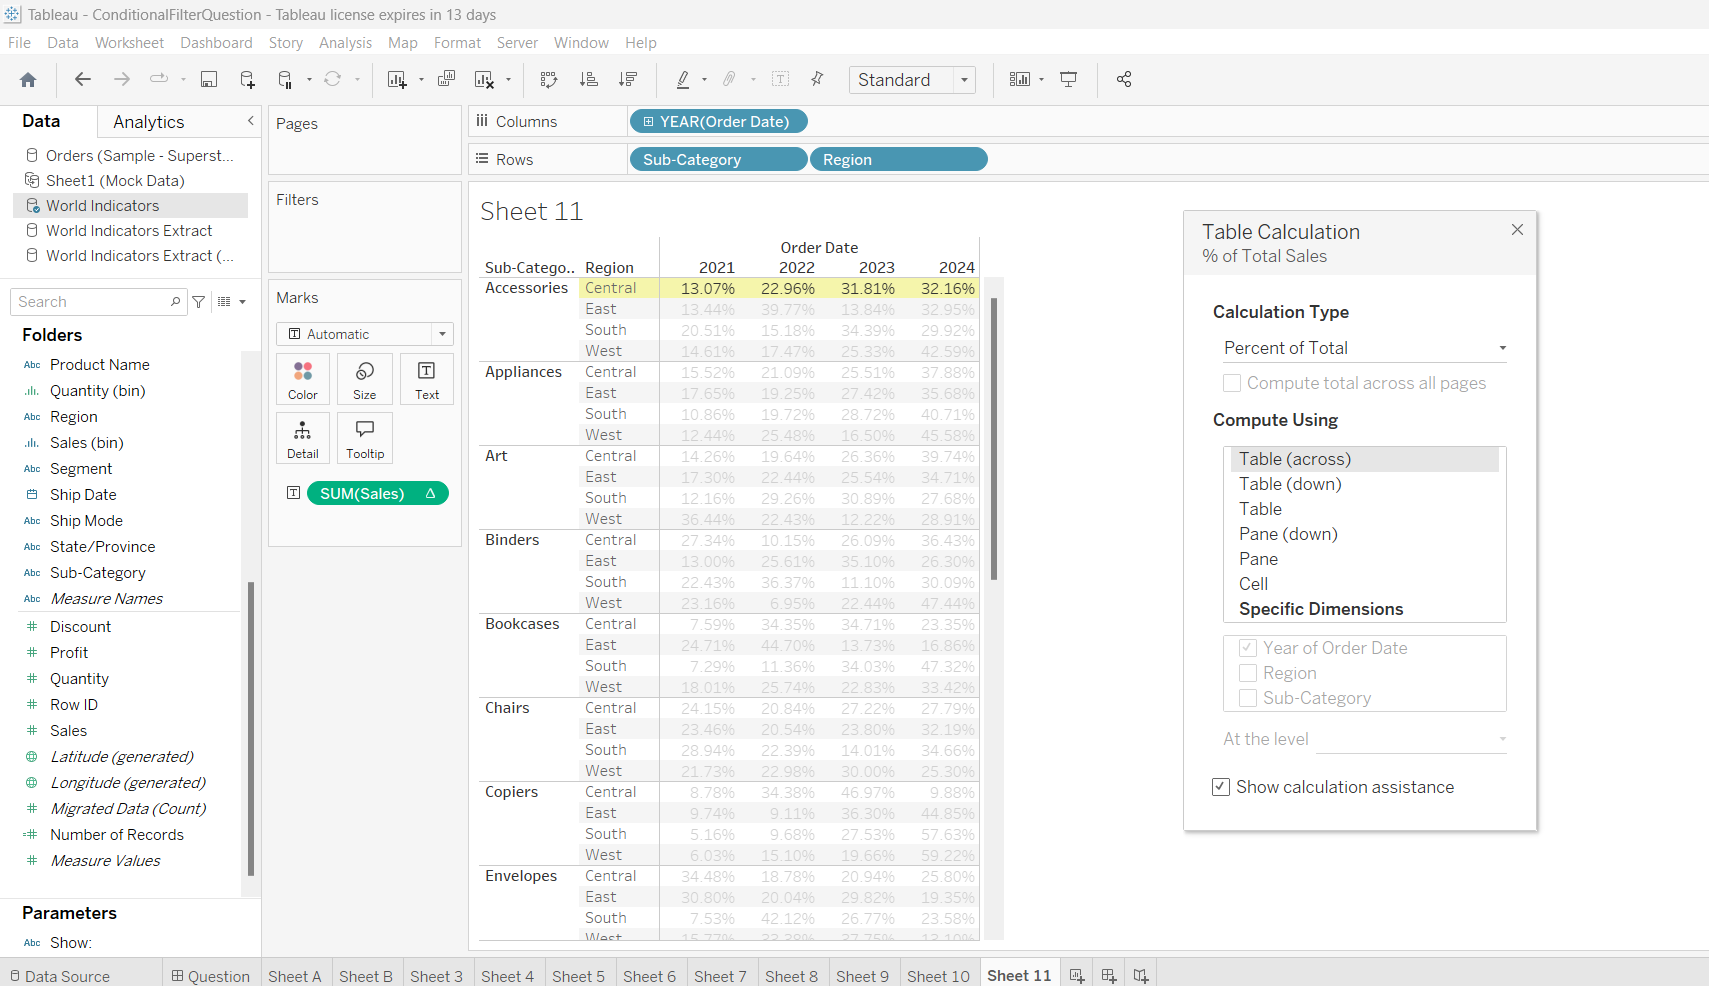 Tableau - ConditionalFilterQuestion - Tableau license expires in 13 days
File Data Worksheet Dashboard Story Analysis Map Format Server Window Help
Standard
Data Analytics
Orders (Sample - Superst...
Sheet1 (Mock Data)
World Indicators
World Indicators Extract
World Indicators Extract (...
Search
Folders
Abc Product Name
Quantity (bin)
Abc Region
Sales (bin)
Abc Segment
Ship Date
Abc Ship Mode
Abc State/Province
Abc Sub-Category
Abc Measure Names
# Discount
# Profit
# Quantity
# Row ID
# Sales
Latitude (generated)
Longitude (generated)
# Migrated Data (Count)
=# Number of Records
# Measure Values
Parameters
Abc Show:
Pages
Filters
Marks
Automatic
Color Size Text
Detail Tooltip
SUM(Sales) Δ
Columns YEAR(Order Date)
Rows Sub-Category Region
Sheet 11
Order Date
Sub-Catego.. Region 2021 2022 2023 2024
Accessories Central 13.07% 22.96% 31.81% 32.16%
East 13.44% 39.77% 13.84% 32.95%
South 20.51% 15.18% 34.39% 29.92%
West 14.61% 17.47% 25.33% 42.59%
Appliances Central 15.52% 21.09% 25.51% 37.88%
East 17.65% 19.25% 27.42% 35.68%
South 10.86% 19.72% 28.72% 40.71%
West 12.44% 25.48% 16.50% 45.58%
Art Central 14.26% 19.64% 26.36% 39.74%
East 17.30% 22.44% 25.54% 34.71%
South 12.16% 29.26% 30.89% 27.68%
West 36.44% 22.43% 12.22% 28.91%
Binders Central 27.34% 10.15% 26.09% 36.43%
East 13.00% 25.61% 35.10% 26.30%
South 22.43% 36.37% 11.10% 30.09%
West 23.16% 6.95% 22.44% 47.44%
Bookcases Central 7.59% 34.35% 34.71% 23.35%
East 24.71% 44.70% 13.73% 16.86%
South 7.29% 11.36% 34.03% 47.32%
West 18.01% 25.74% 22.83% 33.42%
Chairs Central 24.15% 20.84% 27.22% 27.79%
East 23.46% 20.54% 23.80% 32.19%
South 28.94% 22.39% 14.01% 34.66%
West 21.73% 22.98% 30.00% 25.30%
Copiers Central 8.78% 34.38% 46.97% 9.88%
East 9.74% 9.11% 36.30% 44.85%
South 5.16% 9.68% 27.53% 57.63%
West 6.03% 15.10% 19.66% 59.22%
Envelopes Central 34.48% 18.78% 20.94% 25.80%
East 30.80% 20.04% 29.82% 19.35%
South 7.53% 42.12% 26.77% 23.58%
West
Table Calculation
% of Total Sales
Calculation Type
Percent of Total
Compute total across all pages
Compute Using
Table (across)
Table (down)
Table
Pane (down)
Pane
Cell
Specific Dimensions
Year of Order Date
Region
Sub-Category
At the level
Show calculation assistance
Data Source Question Sheet A Sheet B Sheet 3 Sheet 4 Sheet 5 Sheet 6 Sheet 7 Sheet 8 Sheet 9 Sheet 10 Sheet 11